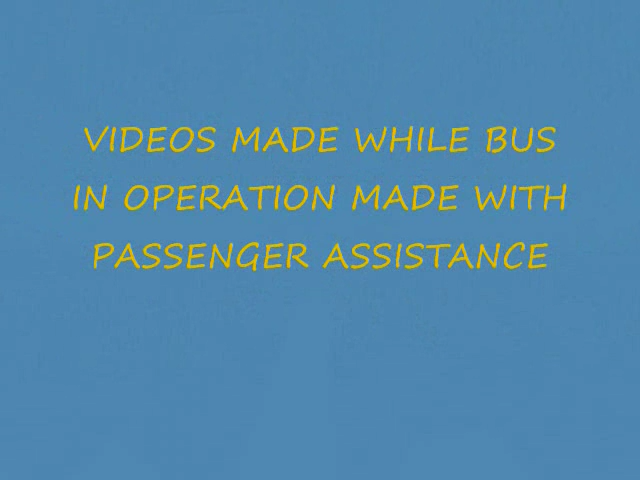 VIDEOS MADE WHILE BUS
IN OPERATION MADE WITH
PASSENGER ASSISTANCE